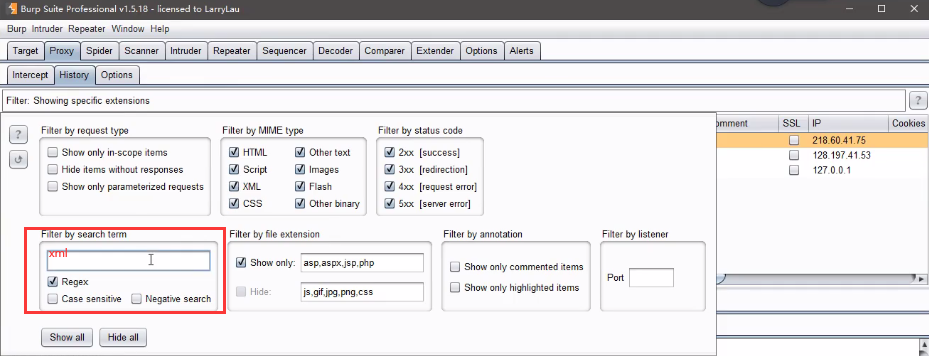 Burp Suite Professional v1.5.18 - licensed to LarryLau
Burp Intruder Repeater Window Help
Target Proxy Spider Scanner Intruder Repeater Sequencer Decoder Comparer Extender Options Alerts
Intercept History Options
Filter: Showing specific extensions ?
? Filter by request type Filter by MIME type Filter by status code omment SSL IP Cookies
Show only in-scope items HTML Other text 2xx [success] 218.60.41.75
Hide items without responses Script Images 3xx [redirection] 128.197.41.53
Show only parameterized requests XML Flash 4xx [request error] 127.0.0.1
CSS Other binary 5xx [server error]
Filter by search term Filter by file extension Filter by annotation Filter by listener
xml
Show only: asp,aspx,jsp,php Show only commented items Port
Regex
Case sensitive Negative search Hide: js,gif,jpg,png,css Show only highlighted items
Show all Hide all